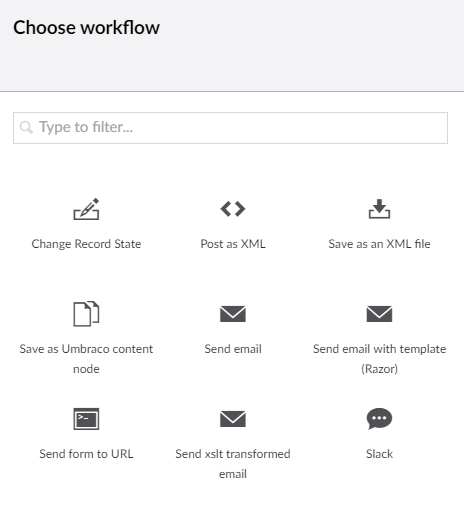 Choose workflow
Type to filter...
Change Record State
Post as XML
Save as an XML file
Save as Umbraco content
node
Send email
Send email with template
(Razor)
Send form to URL
Send xslt transformed
email
Slack